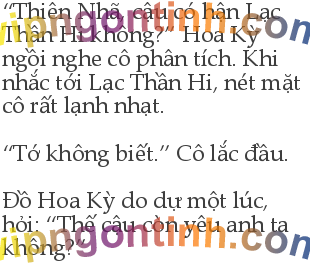 “Thiên Nhã, cậu có hận Lạc
Thần Hi không?” Hoa Kỳ
ngồi nghe cô phân tích. Khi
nhắc tới Lạc Thần Hi, nét mặt
cô rất lạnh nhạt.
“Tớ không biết.” Cô lắc đầu.
Đồ Hoa Kỳ do dự một lúc,
hỏi: “Thế cậu còn yêu anh ta
không?”
vipngontinh.com
vipngontinh.com